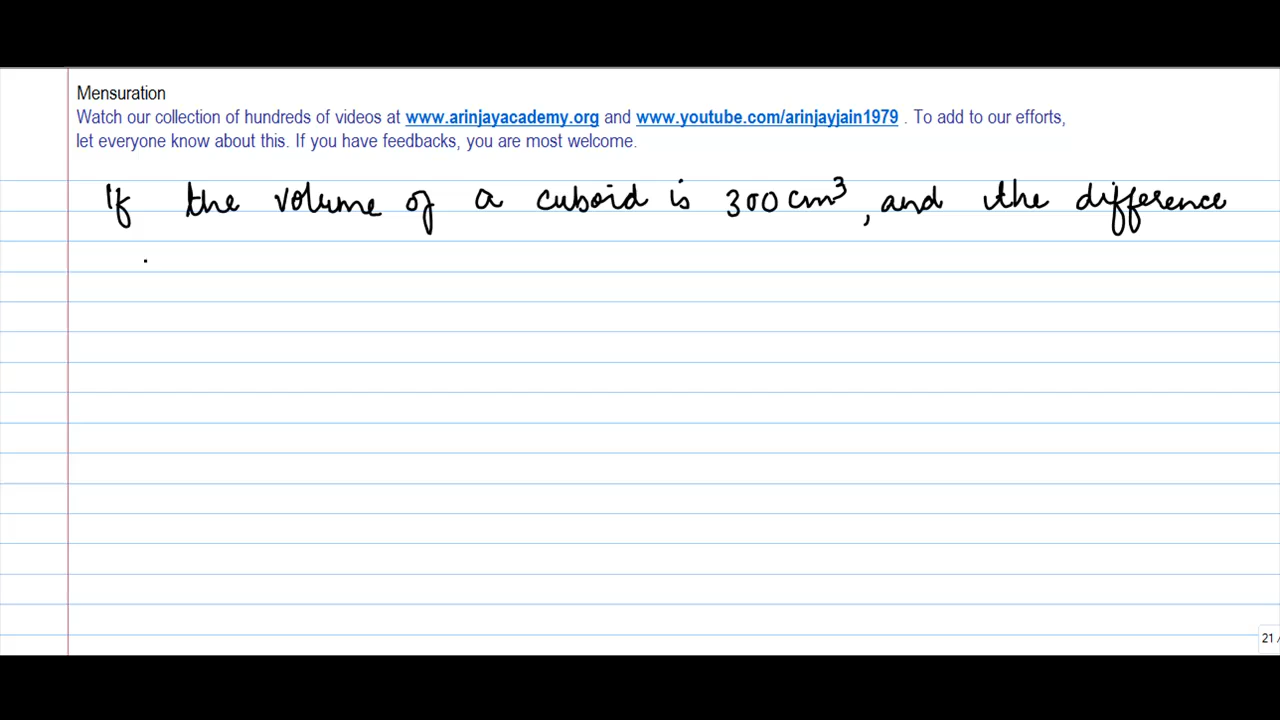 Mensuration
Watch our collection of hundreds of videos at www.arinjayacademy.org and www.youtube.com/arinjayjain1979 . To add to our efforts,
let everyone know about this. If you have feedbacks, you are most welcome.
If the volume of a cuboid is 300 cm³, and the difference
21/